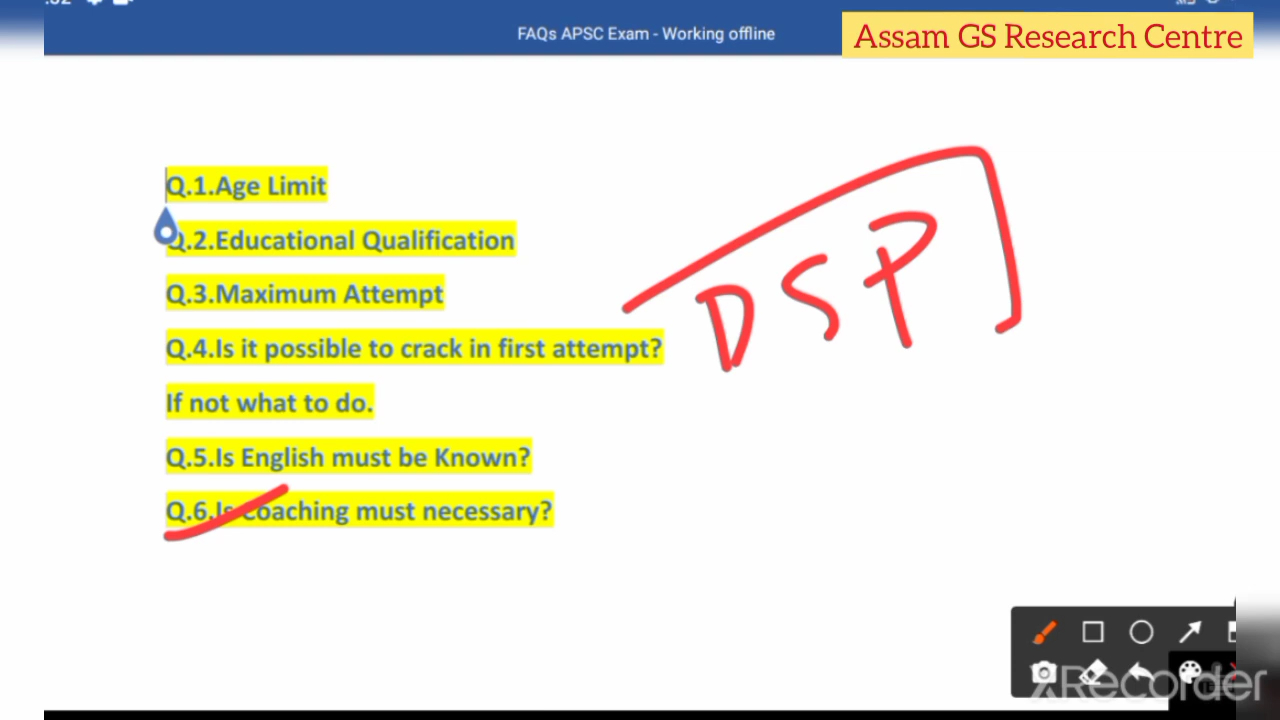 FAQs APSC Exam - Working offline
Assam GS Research Centre
Q.1.Age Limit
Q.2.Educational Qualification
Q.3.Maximum Attempt
Q.4.Is it possible to crack in first attempt?
If not what to do.
Q.5.Is English must be Known?
Q.6.Is Coaching must necessary?
DSP
XRecorder